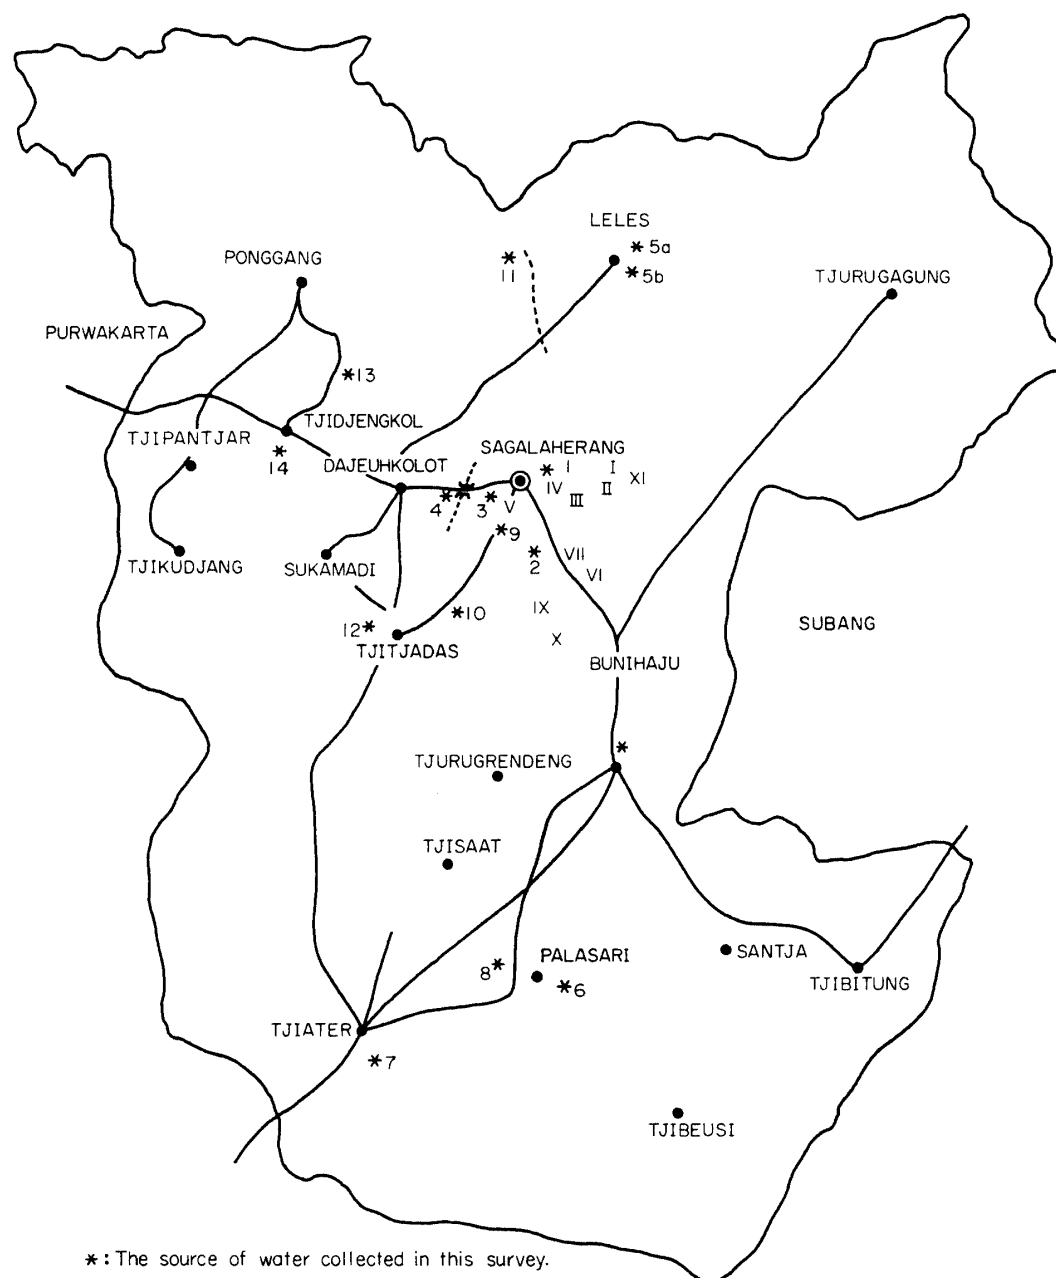 LELES
* 5a
* 5b
PONGGANG
* 11
TJURUGAGUNG
PURWAKARTA
* 13
TJIDJENGKOL
TJIPANTJAR
* 14
DAJEUHKOLOT
SAGALAHERANG
* I
I
XI
IV
III
II
* 4
* 3
V
* 9
TJIKUDJANG
SUKAMADI
* 2
VII
VI
* 10
IX
12 *
X
SUBANG
TJITJADAS
BUNIHAJU
*
TJURUGRENDENG
TJISAAT
PALASARI
SANTJA
8 *
* 6
TJIBITUNG
TJIATER
* 7
TJIBEUSI
* : The source of water collected in this survey.